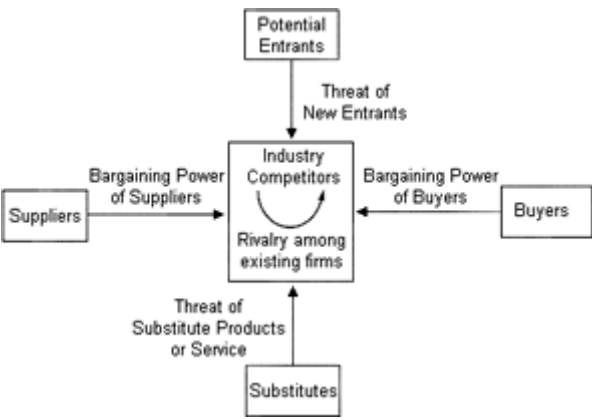 Potential
Entrants
Threat of
New Entrants
Industry
Competitors
Bargaining Power
of Suppliers
Bargaining Power
of Buyers
Suppliers
Buyers
Rivalry among
existing firms
Threat of
Substitute Products
or Service
Substitutes